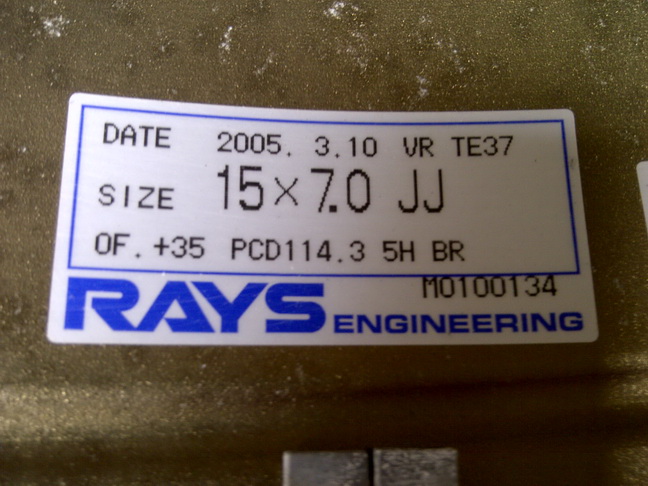 DATE 2005. 3.10 VR TE37
SIZE 15×7.0 JJ
OF. +35 PCD114.3 5H BR
M0100134
RAYS ENGINEERING